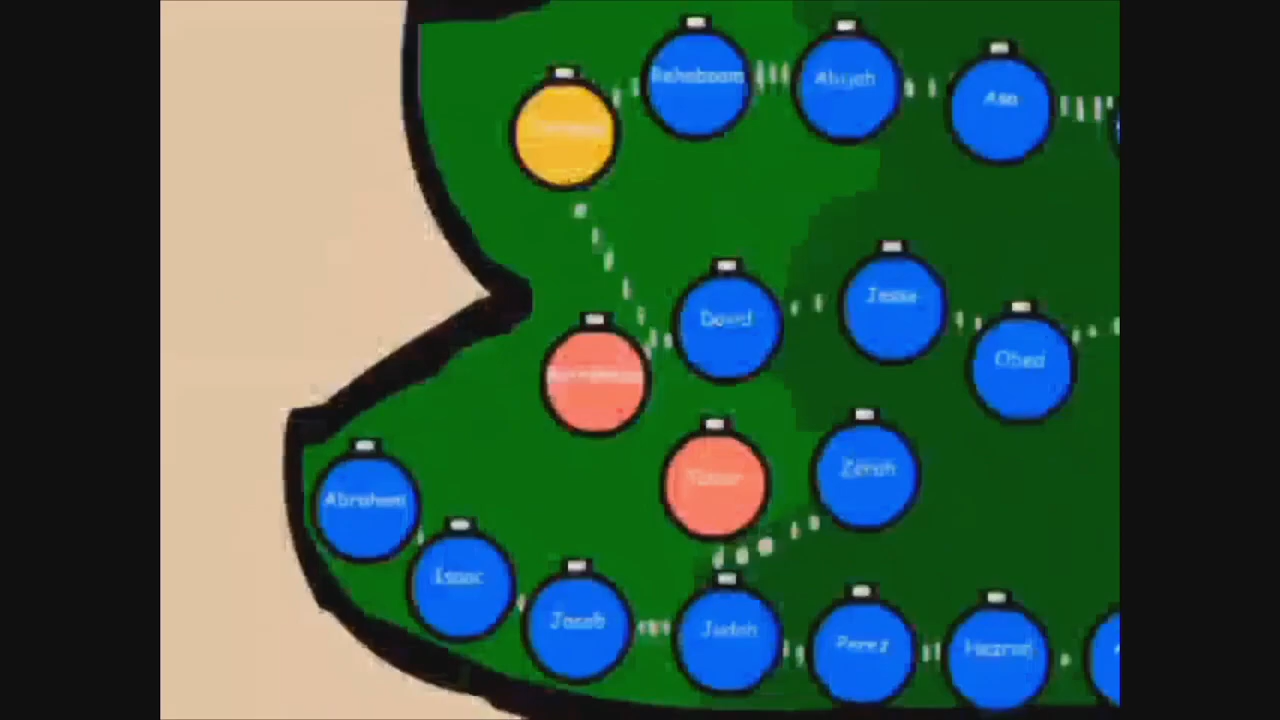 Rehoboam
Abijah
Asa
David
Jesse
Obed
Tamar
Zerah
Abraham
Isaac
Jacob
Judah
Perez
Hezron